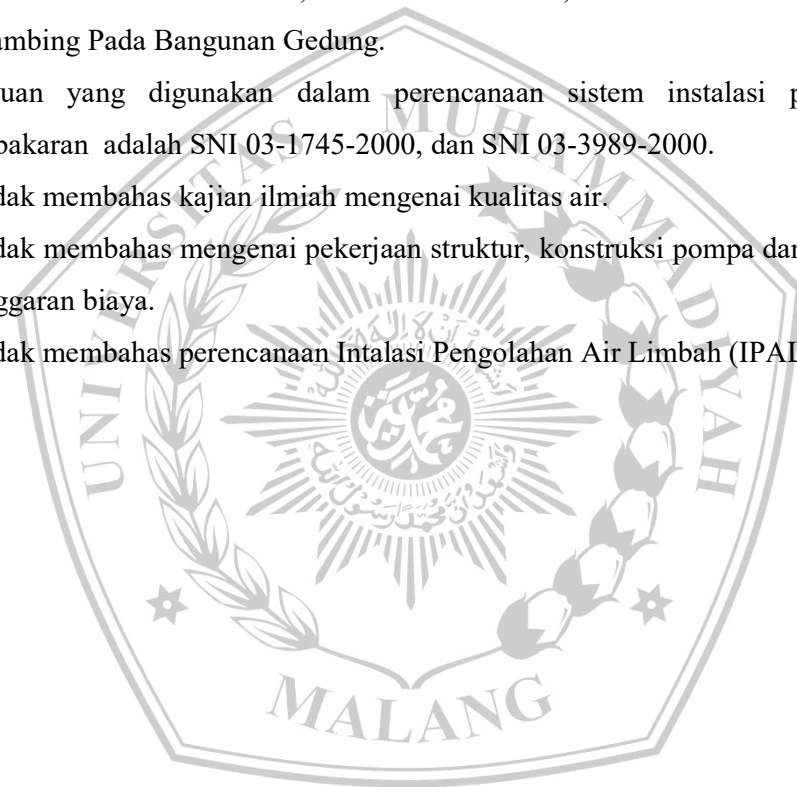 ambing Pada Bangunan Gedung.
uan yang digunakan dalam perencanaan sistem instalasi p
bakaran adalah SNI 03-1745-2000, dan SNI 03-3989-2000.
dak membahas kajian ilmiah mengenai kualitas air.
dak membahas mengenai pekerjaan struktur, konstruksi pompa dan
ggaran biaya.
dak membahas perencanaan Intalasi Pengolahan Air Limbah (IPAL
UNIVERSITAS MUHAMMADIYAH
MALANG